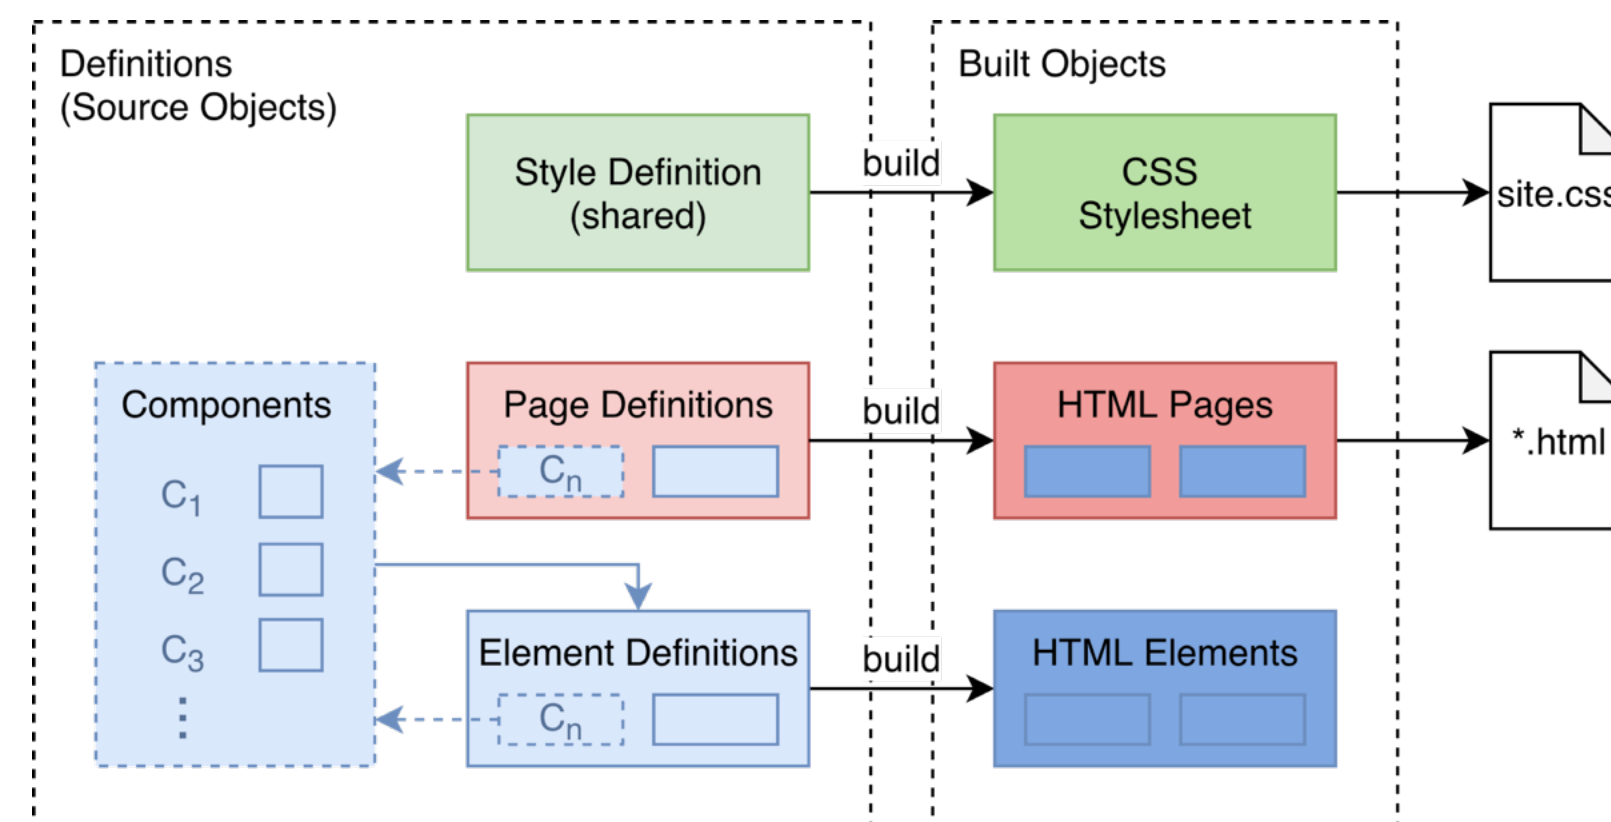 Definitions
(Source Objects)
Built Objects
Style Definition
(shared)
build
CSS
Stylesheet
site.css
Components
C1
C2
C3
Page Definitions
Cn
build
HTML Pages
*.html
Element Definitions
Cn
build
HTML Elements